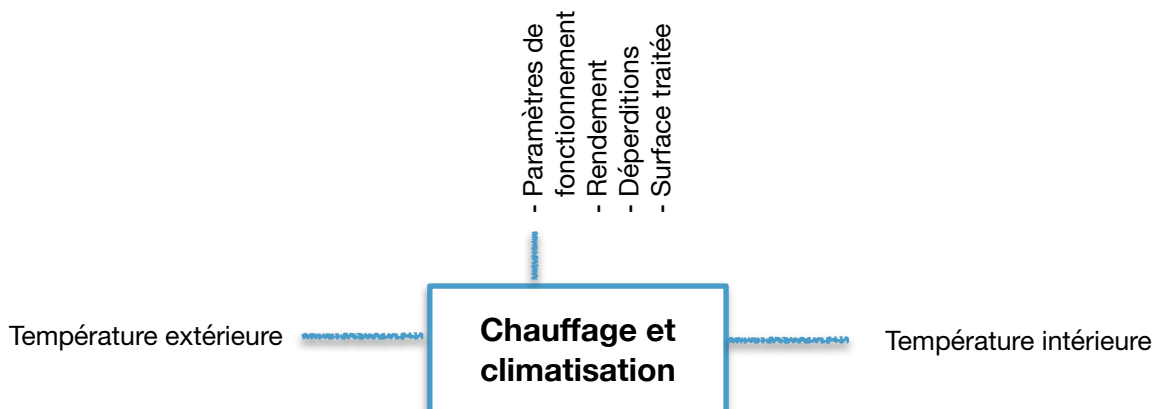 - Paramètres de
fonctionnement
- Rendement
- Déperditions
- Surface traitée
Température extérieure
Chauffage et
climatisation
Température intérieure